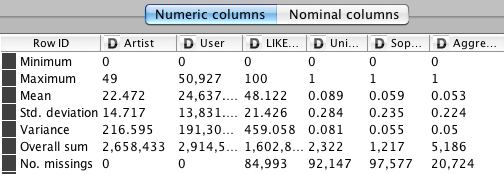 Numeric columns Nominal columns
Row ID D Artist D User D LIKE... D Uni... D Sop... D Aggre...
Minimum 0 0 0 0 0 0
Maximum 49 50,927 100 1 1 1
Mean 22.472 24,637.... 48.122 0.089 0.059 0.053
Std. deviation 14.717 13,831.... 21.426 0.284 0.235 0.224
Variance 216.595 191,30... 459.058 0.081 0.055 0.05
Overall sum 2,658,433 2,914,5... 1,602,8... 2,322 1,217 5,186
No. missings 0 0 84,993 92,147 97,577 20,724